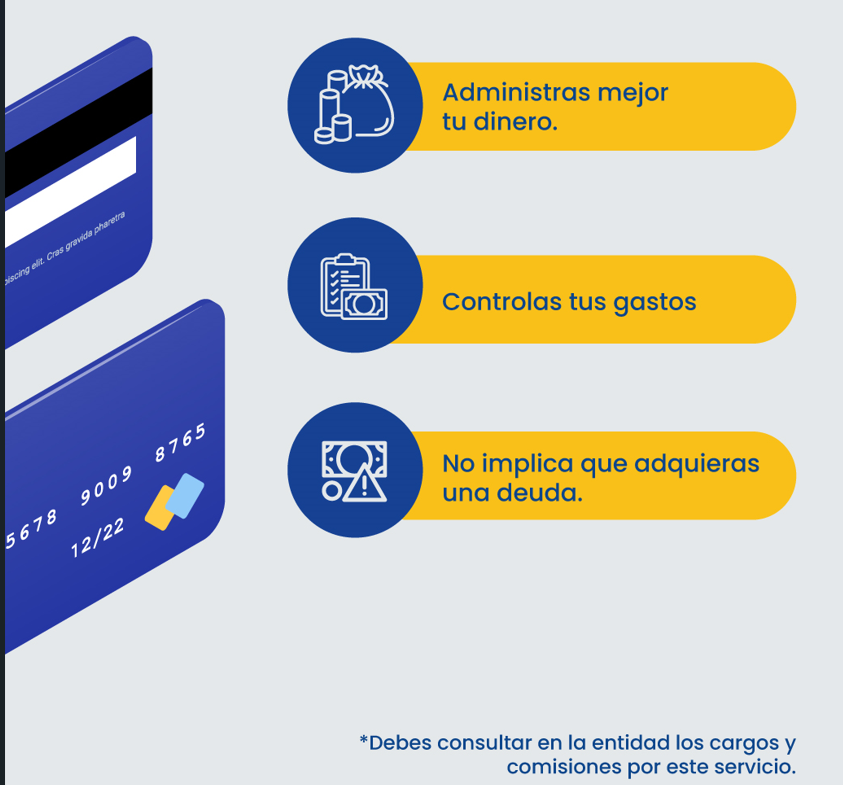 Administras mejor
tu dinero.
Controlas tus gastos
No implica que adquieras
una deuda.
elit. Cras gravida pharetra
5678 9009 8765
12/22
*Debes consultar en la entidad los cargos y
comisiones por este servicio.